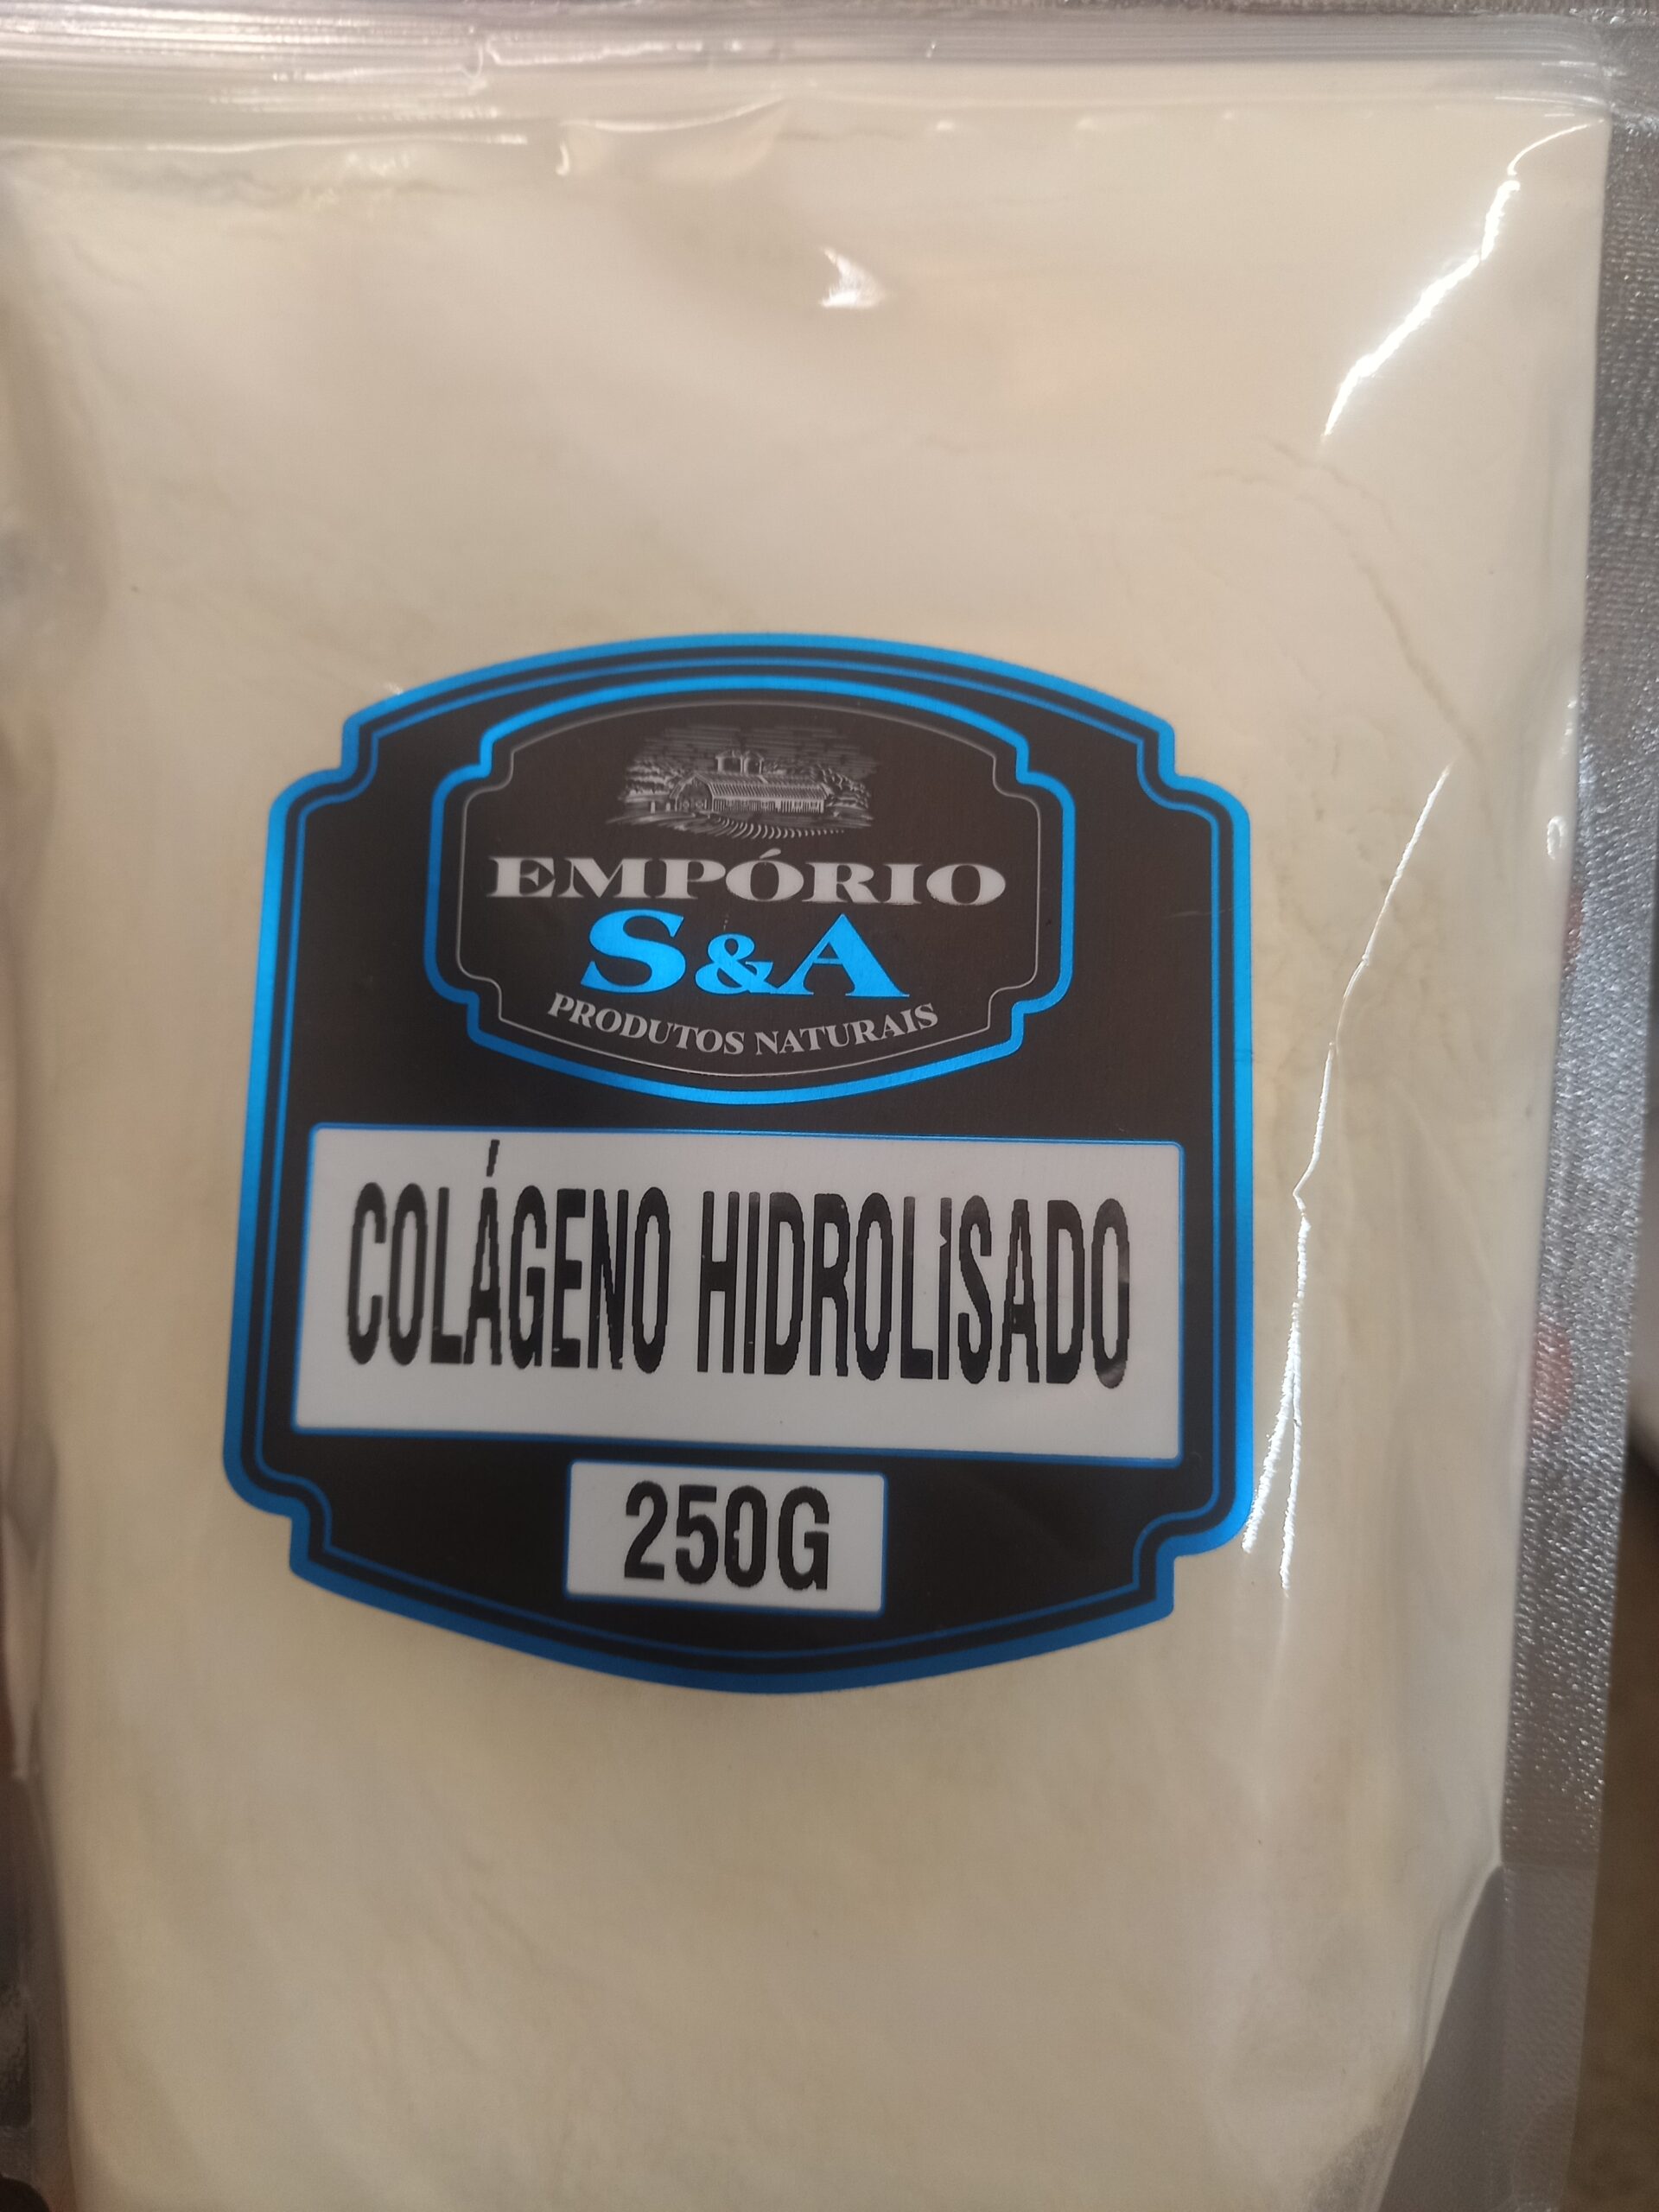 EMPÓRIO
S&A
PRODUTOS NATURAIS
COLÁGENO HIDROLISADO
250G